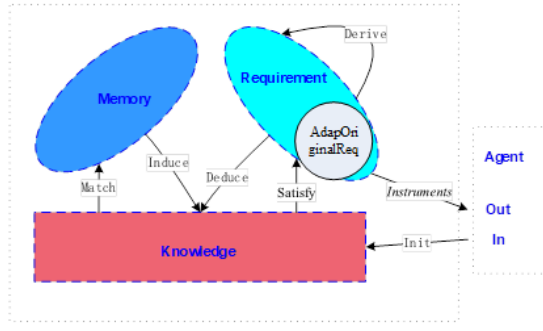 Derive
Requirement
Memory
AdapOri
ginalReq
Agent
Induce
Deduce
Match
Satisfy
Instruments
Out
In
Init
Knowledge